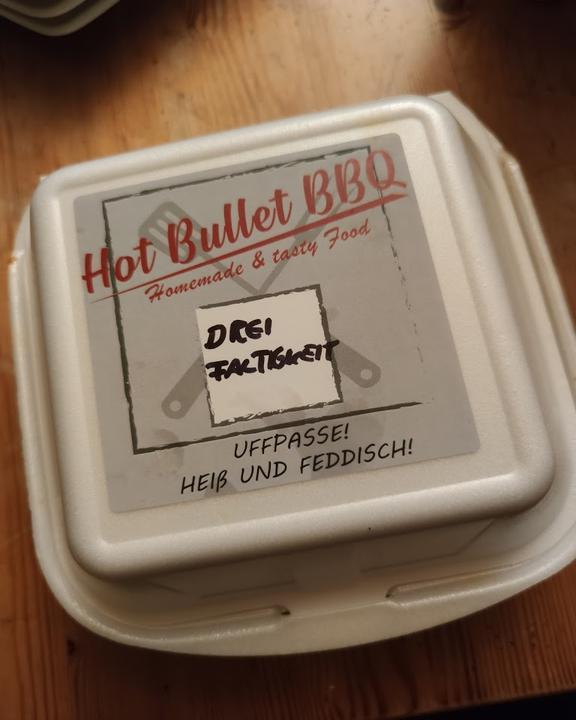 Hot Bullet BBQ
Homemade & tasty Food
DREI
FALTIGKEIT
UFFPASSE!
HEIß UND FEDDISCH!